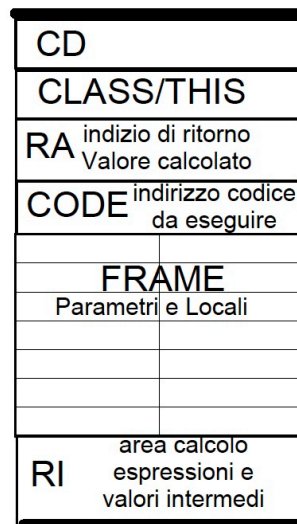 CD
CLASS/THIS
RA indizio di ritorno
Valore calcolato
CODE indirizzo codice
da eseguire
FRAME
Parametri e Locali
RI area calcolo
espressioni e
valori intermedi